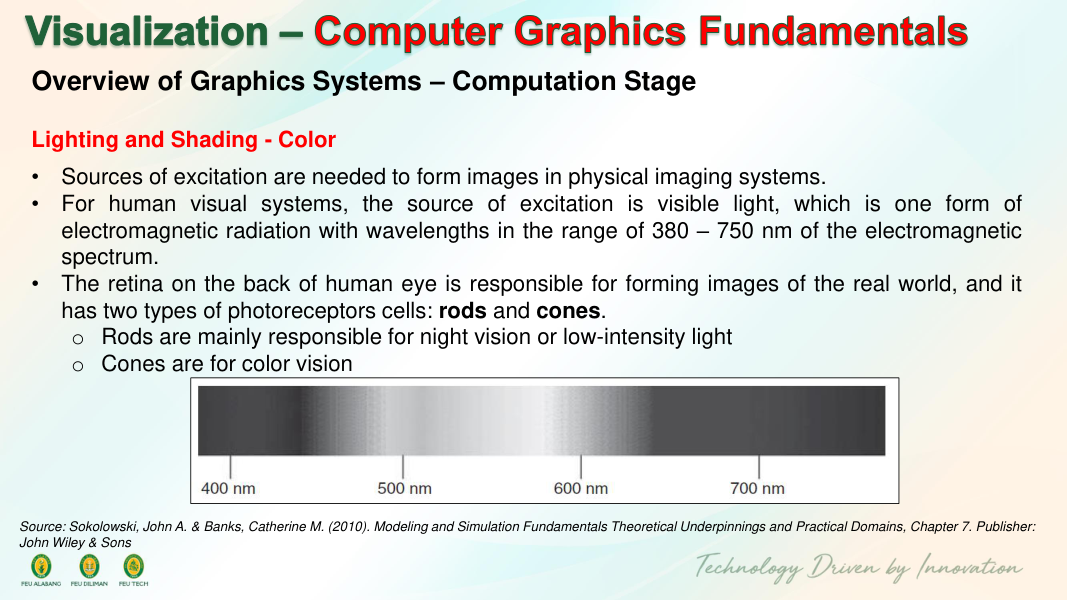 Visualization – Computer Graphics Fundamentals
Overview of Graphics Systems – Computation Stage
Lighting and Shading - Color
• Sources of excitation are needed to form images in physical imaging systems.
• For human visual systems, the source of excitation is visible light, which is one form of
electromagnetic radiation with wavelengths in the range of 380 – 750 nm of the electromagnetic
spectrum.
• The retina on the back of human eye is responsible for forming images of the real world, and it
has two types of photoreceptors cells: rods and cones.
o Rods are mainly responsible for night vision or low-intensity light
o Cones are for color vision
400 nm 500 nm 600 nm 700 nm
Source: Sokolowski, John A. & Banks, Catherine M. (2010). Modeling and Simulation Fundamentals Theoretical Underpinnings and Practical Domains, Chapter 7. Publisher:
John Wiley & Sons
FEU ALABANG FEU DILIMAN FEU TECH
Technology Driven by Innovation